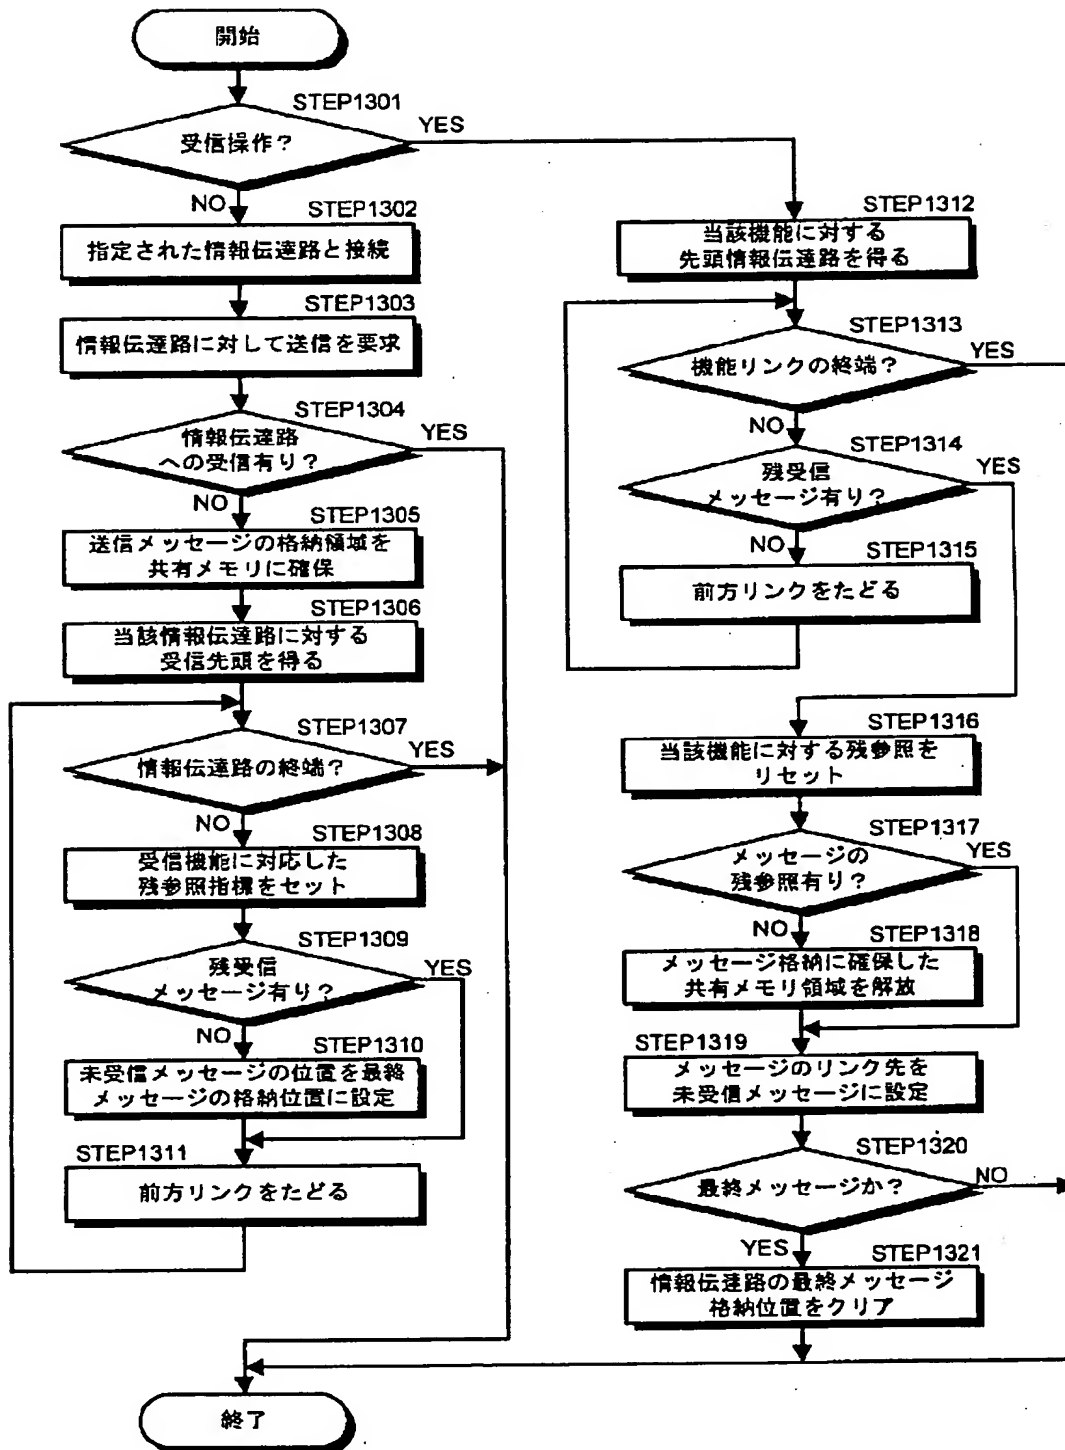 開始
STEP1301
受信操作?
YES
NO
STEP1302
指定された情報伝達路と接続
STEP1303
情報伝達路に対して送信を要求
STEP1304
情報伝達路
への受信有り?
YES
NO
STEP1305
送信メッセージの格納領域を
共有メモリに確保
STEP1306
当該情報伝達路に対する
受信先頭を得る
STEP1307
情報伝達路の終端?
YES
NO
STEP1308
受信機能に対応した
残参照指標をセット
STEP1309
残受信
メッセージ有り?
YES
NO
STEP1310
未受信メッセージの位置を最終
メッセージの格納位置に設定
STEP1311
前方リンクをたどる
終了
STEP1312
当該機能に対する
先頭情報伝達路を得る
STEP1313
機能リンクの終端?
YES
NO
STEP1314
残受信
メッセージ有り?
YES
NO
STEP1315
前方リンクをたどる
STEP1316
当該機能に対する残参照を
リセット
STEP1317
メッセージの
残参照有り?
YES
NO
STEP1318
メッセージ格納に確保した
共有メモリ領域を解放
STEP1319
メッセージのリンク先を
未受信メッセージに設定
STEP1320
最終メッセージか?
NO
YES
STEP1321
情報伝達路の最終メッセージ
格納位置をクリア